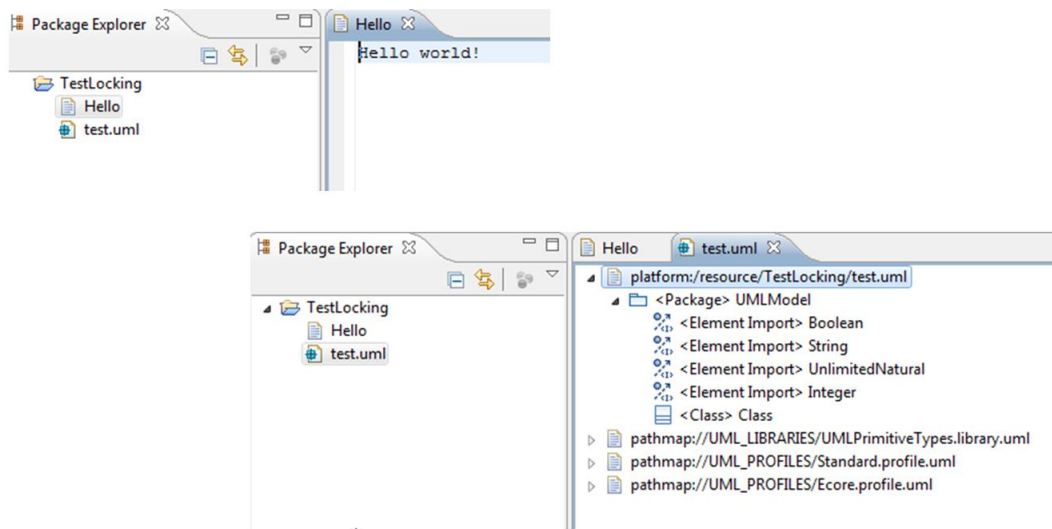 Package Explorer
Hello
Hello world!
TestLocking
Hello
test.uml
Package Explorer
Hello
test.uml
TestLocking
Hello
test.uml
platform:/resource/TestLocking/test.uml
<Package> UMLModel
<Element Import> Boolean
<Element Import> String
<Element Import> UnlimitedNatural
<Element Import> Integer
<Class> Class
pathmap://UML_LIBRARIES/UMLPrimitiveTypes.library.uml
pathmap://UML_PROFILES/Standard.profile.uml
pathmap://UML_PROFILES/Ecore.profile.uml